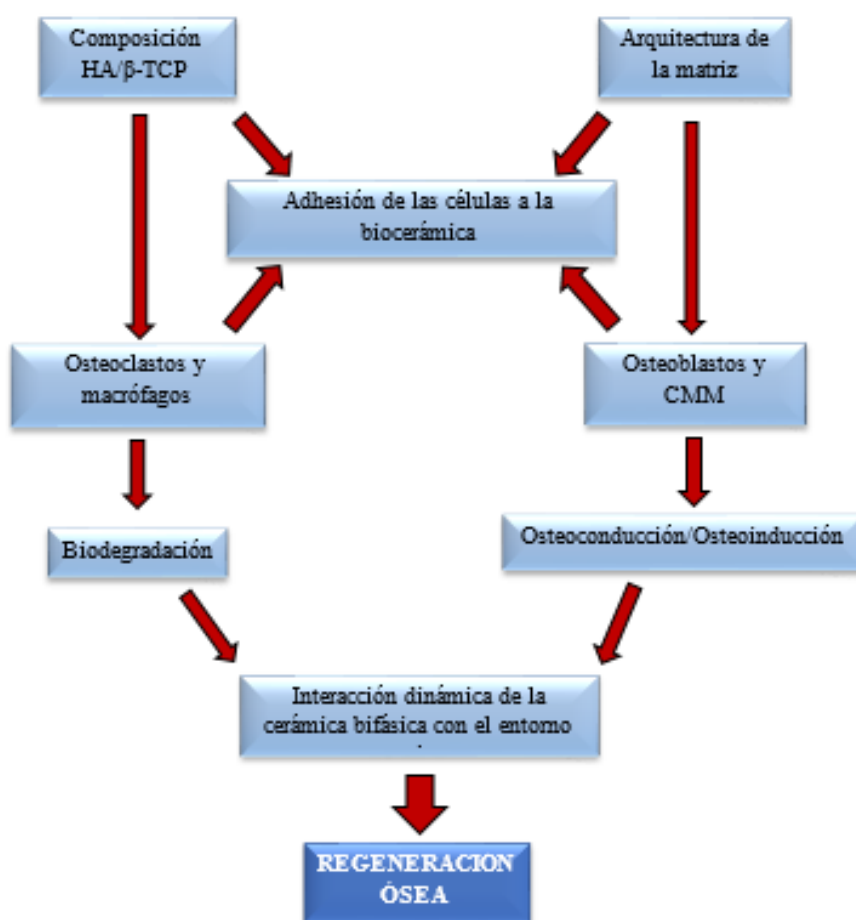 Composición
HA/β-TCP
Arquitectura de
la matriz
Adhesión de las células a la
biocerámica
Osteoclastos y
macrófagos
Osteoblastos y
CMM
Biodegradación
Osteoconducción/Osteoinducción
Interacción dinámica de la
cerámica bifásica con el entorno
REGENERACION
ÓSEA